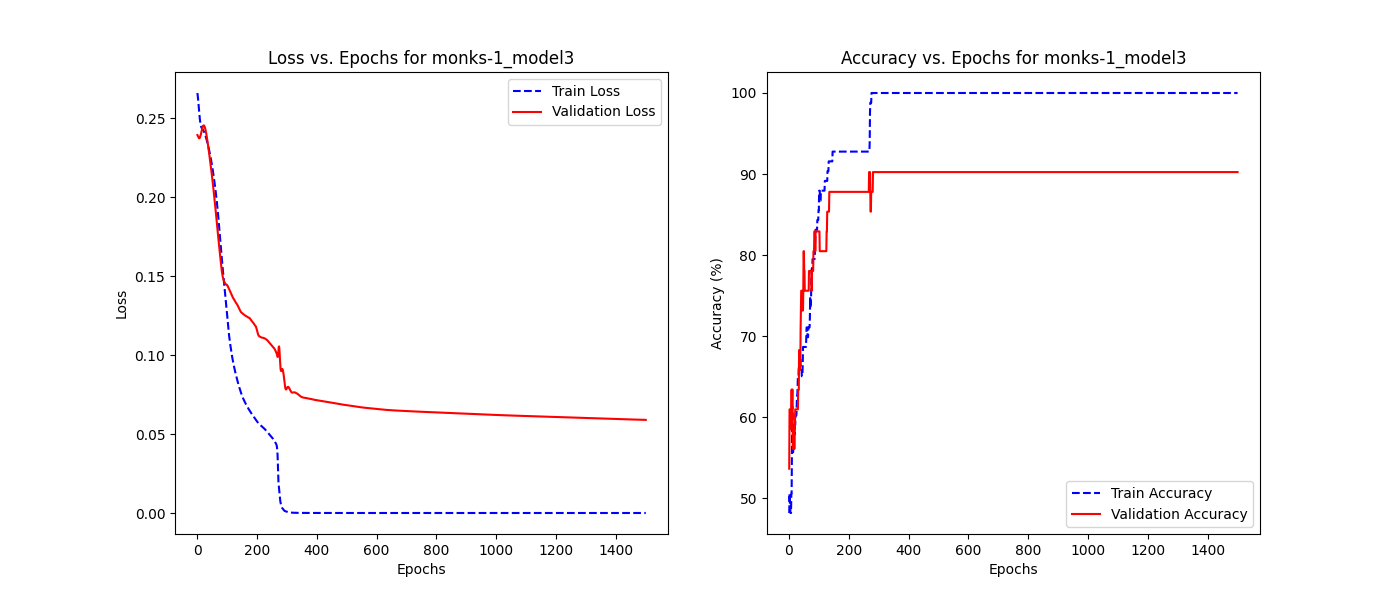 Loss vs. Epochs for monks-1_model3
Train Loss
Validation Loss
0.25
0.20
0.15
0.10
0.05
0.00
Loss
0 200 400 600 800 1000 1200 1400
Epochs
Accuracy vs. Epochs for monks-1_model3
100
90
80
70
60
50
Accuracy (%)
Train Accuracy
Validation Accuracy
0 200 400 600 800 1000 1200 1400
Epochs